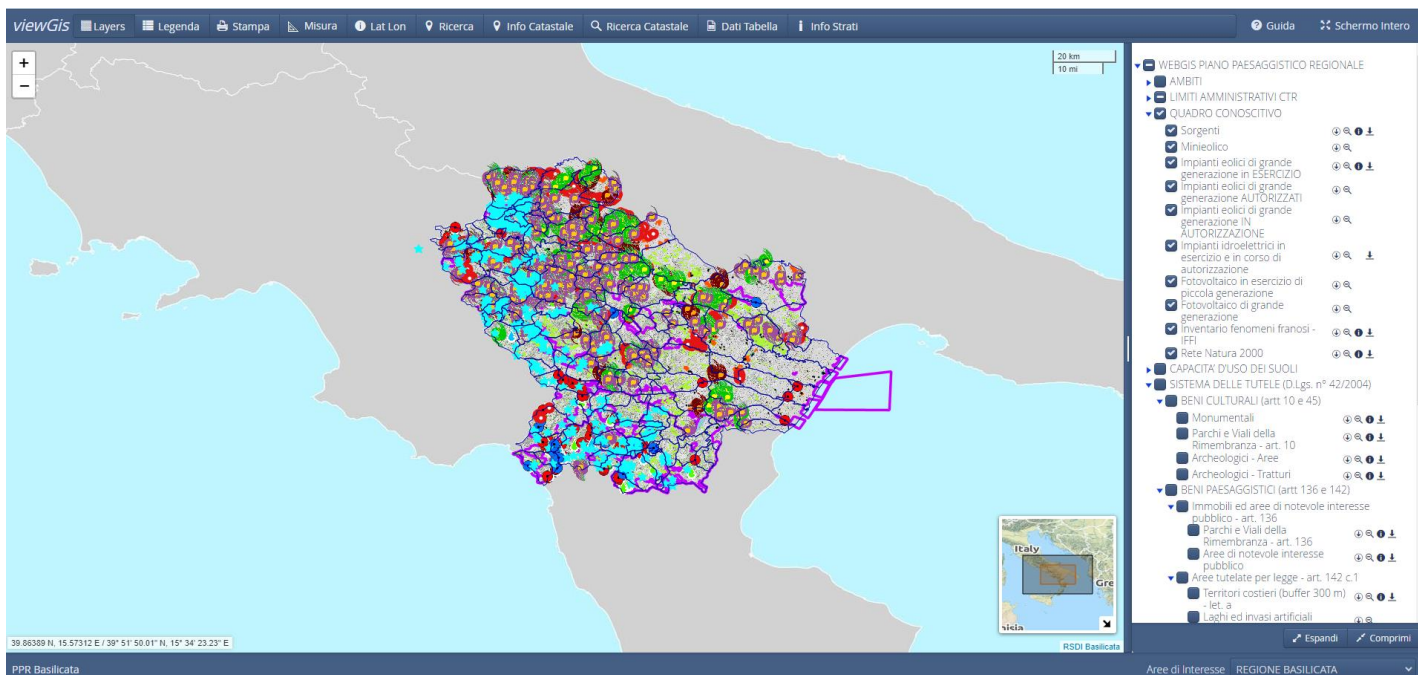 viewGis Layers Legenda Stampa Misura Lat Lon Ricerca Info Catastale Ricerca Catastale Dati Tabella Info Strati Guida Schermo Intero
+
−
20 km
10 mi
WEBGIS PIANO PAESAGGISTICO REGIONALE
AMBITI
LIMITI AMMINISTRATIVI CTR
QUADRO CONOSCITIVO
Sorgenti
Minieolico
Impianti eolici di grande
generazione in ESERCIZIO
Impianti eolici di grande
generazione AUTORIZZATI
Impianti eolici di grande
generazione IN
AUTORIZZAZIONE
Impianti idroelettrici in
esercizio e in corso di
autorizzazione
Fotovoltaico in esercizio di
piccola generazione
Fotovoltaico di grande
generazione
Inventario fenomeni franosi -
IFFI
Rete Natura 2000
CAPACITA' D'USO DEI SUOLI
SISTEMA DELLE TUTELE (D.Lgs. n° 42/2004)
BENI CULTURALI (artt 10 e 45)
Monumentali
Parchi e Viali della
Rimembranza - art. 10
Archeologici - Aree
Archeologici - Tratturi
BENI PAESAGGISTICI (artt 136 e 142)
Immobili ed aree di notevole interesse
pubblico - art. 136
Parchi e Viali della
Rimembranza - art. 136
Aree di notevole interesse
pubblico
Aree tutelate per legge - art. 142 c.1
Territori costieri (buffer 300 m)
- let. a
Laghi ed invasi artificiali
Italy
Gre
nisia
39.86389 N, 15.57312 E / 39° 51' 50.01" N, 15° 34' 23.23" E
RSDI Basilicata
Espandi Comprimi
PPR Basilicata
Aree di Interesse REGIONE BASILICATA